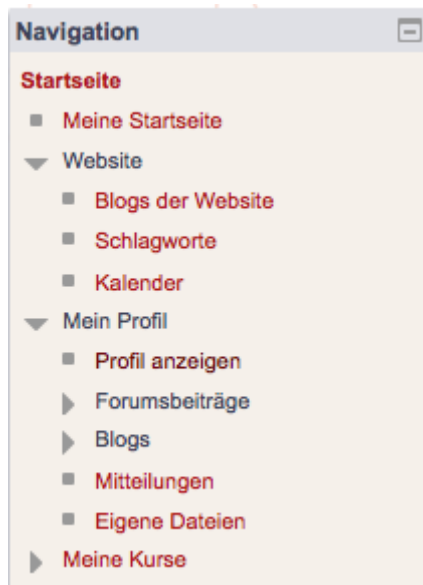 Navigation
Startseite
Meine Startseite
Website
Blogs der Website
Schlagworte
Kalender
Mein Profil
Profil anzeigen
Forumsbeiträge
Blogs
Mitteilungen
Eigene Dateien
Meine Kurse